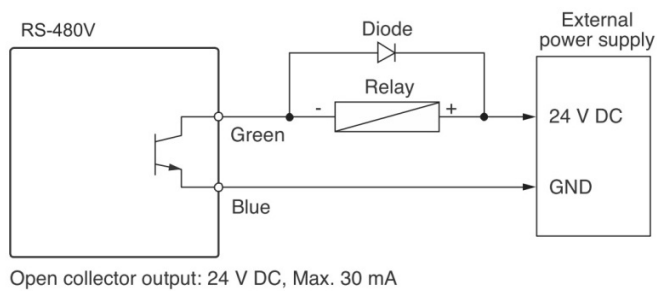 RS-480V
External
power supply
Diode
Relay
- +
24 V DC
Green
GND
Blue
Open collector output: 24 V DC, Max. 30 mA